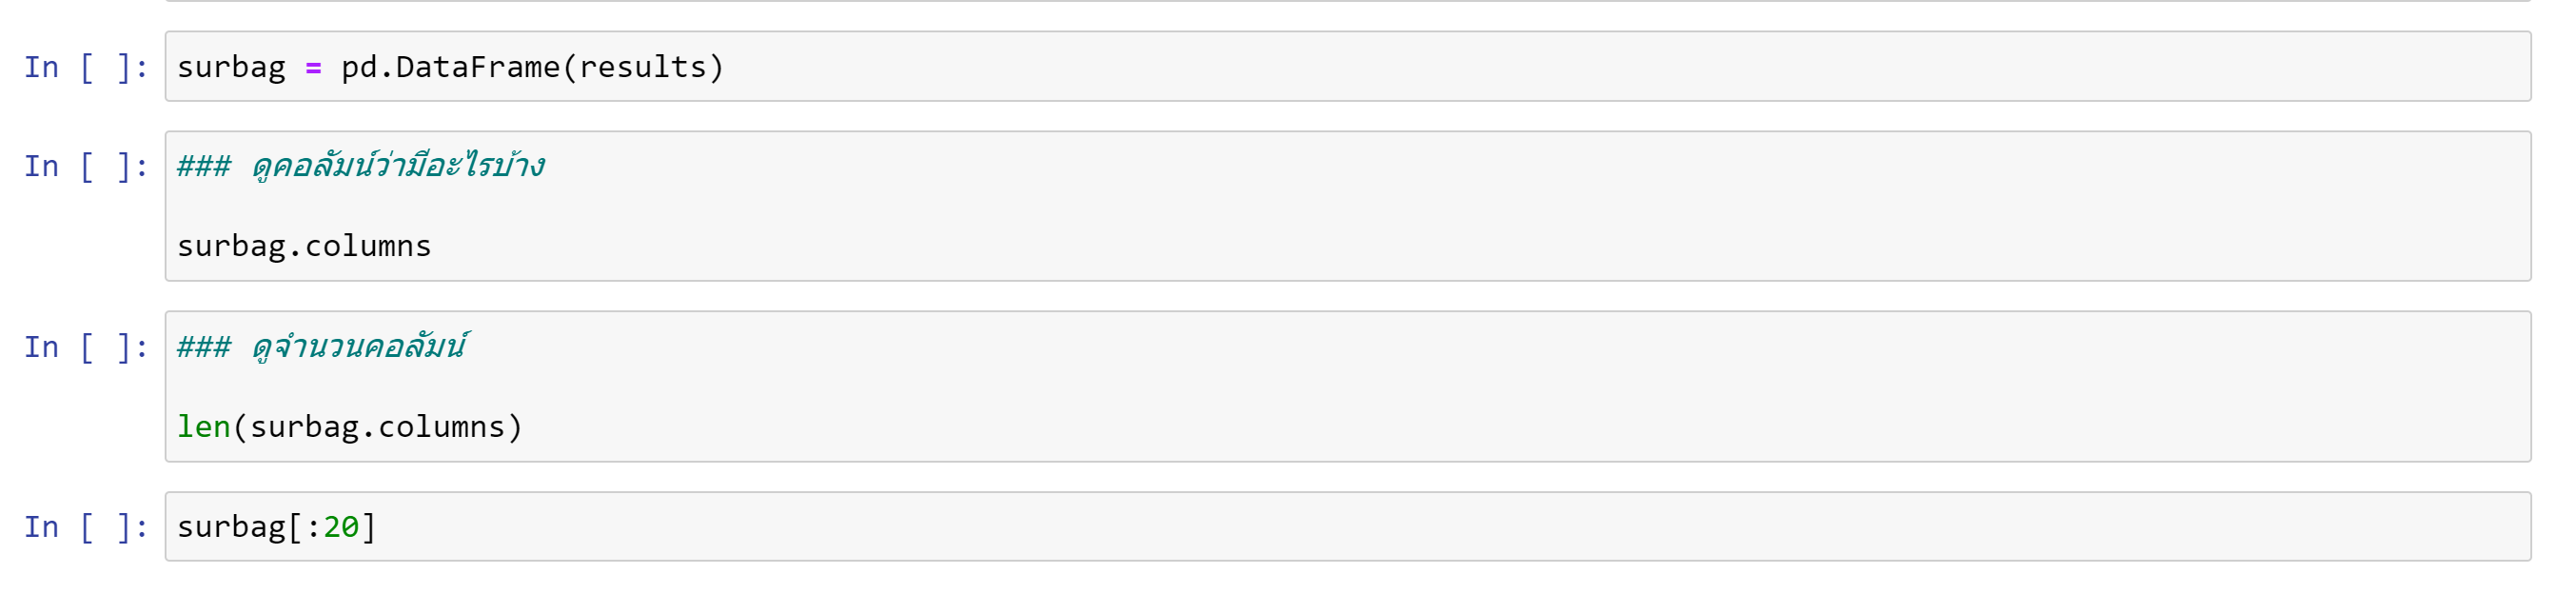 In [ ]: surbag = pd.DataFrame(results)
In [ ]: ### ดูคอลัมน์ว่ามีอะไรบ้าง
surbag.columns
In [ ]: ### ดูจำนวนคอลัมน์
len(surbag.columns)
In [ ]: surbag[:20]